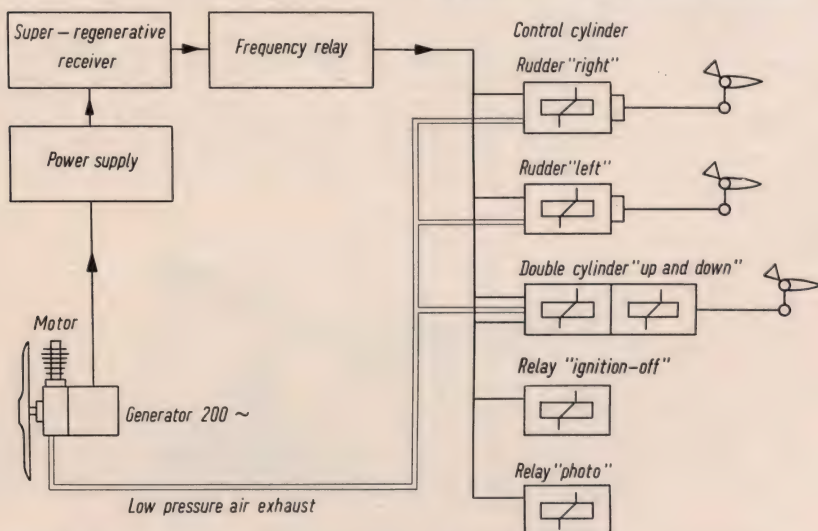 Super-regenerative
receiver
Frequency relay
Power supply
Motor
Generator 200 ~
Low pressure air exhaust
Control cylinder
Rudder "right"
Rudder "left"
Double cylinder "up and down"
Relay "ignition-off"
Relay "photo"